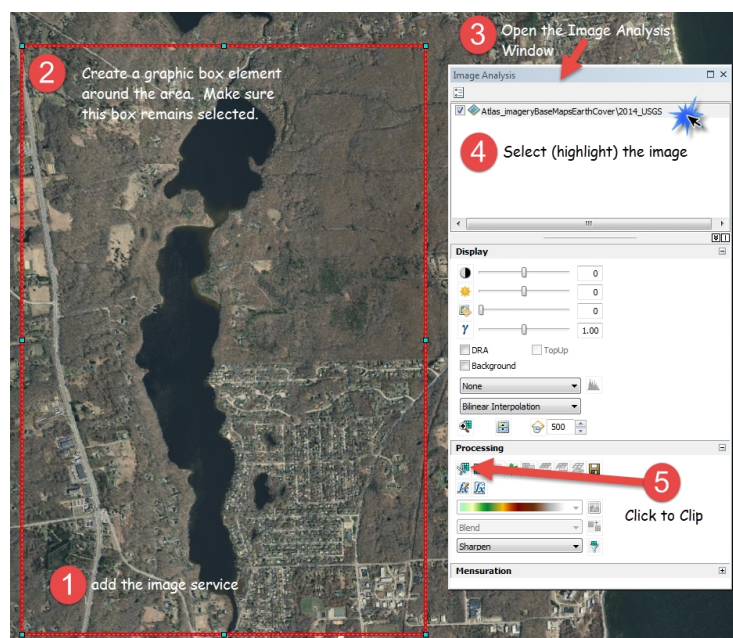 3
Open the Image Analysis
Window
2
Create a graphic box element
around the area. Make sure
this box remains selected.
Image Analysis
Atlas_imageryBaseMapsEarthCover\2014_USGS
4
Select (highlight) the image
Display
0
0
0
γ
1.00
DRA
TopUp
Background
None
Bilinear Interpolation
500
Processing
fx
fx
5
Click to Clip
Blend
Sharpen
Mensuration
1
add the image service